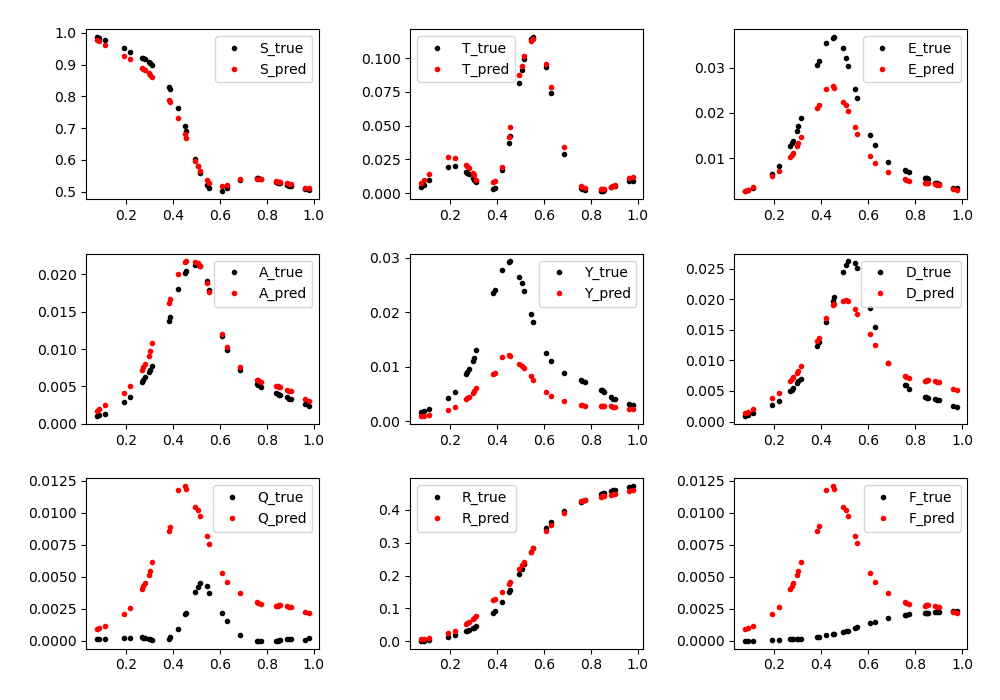 1.0
0.9
0.8
0.7
0.6
0.5
0.2 0.4 0.6 0.8 1.0
S_true
S_pred
0.100
0.075
0.050
0.025
0.000
0.2 0.4 0.6 0.8 1.0
T_true
T_pred
0.03
0.02
0.01
0.2 0.4 0.6 0.8 1.0
E_true
E_pred
0.020
0.015
0.010
0.005
0.000
0.2 0.4 0.6 0.8 1.0
A_true
A_pred
0.03
0.02
0.01
0.00
0.2 0.4 0.6 0.8 1.0
Y_true
Y_pred
0.025
0.020
0.015
0.010
0.005
0.000
0.2 0.4 0.6 0.8 1.0
D_true
D_pred
0.0125
0.0100
0.0075
0.0050
0.0025
0.0000
0.2 0.4 0.6 0.8 1.0
Q_true
Q_pred
0.4
0.3
0.2
0.1
0.0
0.2 0.4 0.6 0.8 1.0
R_true
R_pred
0.0125
0.0100
0.0075
0.0050
0.0025
0.0000
0.2 0.4 0.6 0.8 1.0
F_true
F_pred